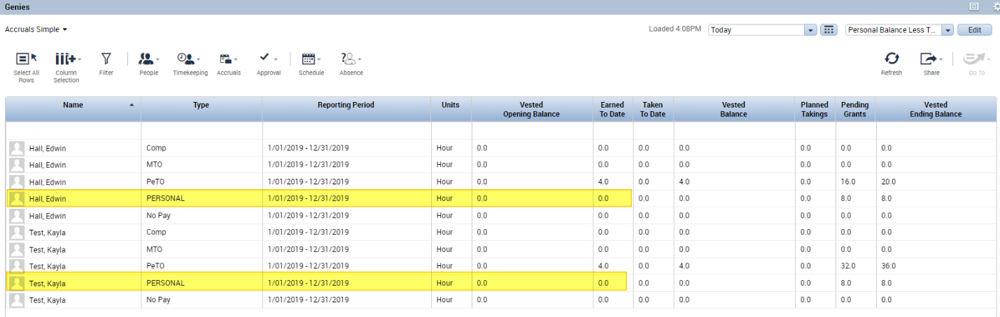 Genies
Accruals Simple Loaded 4:08PM Today Personal Balance Less T... Edit
Select All Rows Column Selection Filter People Timekeeping Accruals Approval Schedule Absence Refresh Share Go To
Name Type Reporting Period Units Vested Opening Balance Earned To Date Taken To Date Vested Balance Planned Takings Pending Grants Vested Ending Balance
Hall, Edwin Comp 1/01/2019 - 12/31/2019 Hour 0.0 0.0 0.0 0.0 0.0 0.0 0.0
Hall, Edwin MTO 1/01/2019 - 12/31/2019 Hour 0.0 0.0 0.0 0.0 0.0 0.0 0.0
Hall, Edwin PeTO 1/01/2019 - 12/31/2019 Hour 0.0 4.0 0.0 4.0 0.0 16.0 20.0
Hall, Edwin PERSONAL 1/01/2019 - 12/31/2019 Hour 0.0 0.0 0.0 0.0 0.0 8.0 8.0
Hall, Edwin No Pay 1/01/2019 - 12/31/2019 Hour 0.0 0.0 0.0 0.0 0.0 0.0 0.0
Test, Kayla Comp 1/01/2019 - 12/31/2019 Hour 0.0 0.0 0.0 0.0 0.0 0.0 0.0
Test, Kayla MTO 1/01/2019 - 12/31/2019 Hour 0.0 0.0 0.0 0.0 0.0 0.0 0.0
Test, Kayla PeTO 1/01/2019 - 12/31/2019 Hour 0.0 4.0 0.0 4.0 0.0 32.0 36.0
Test, Kayla PERSONAL 1/01/2019 - 12/31/2019 Hour 0.0 0.0 0.0 0.0 0.0 8.0 8.0
Test, Kayla No Pay 1/01/2019 - 12/31/2019 Hour 0.0 0.0 0.0 0.0 0.0 0.0 0.0